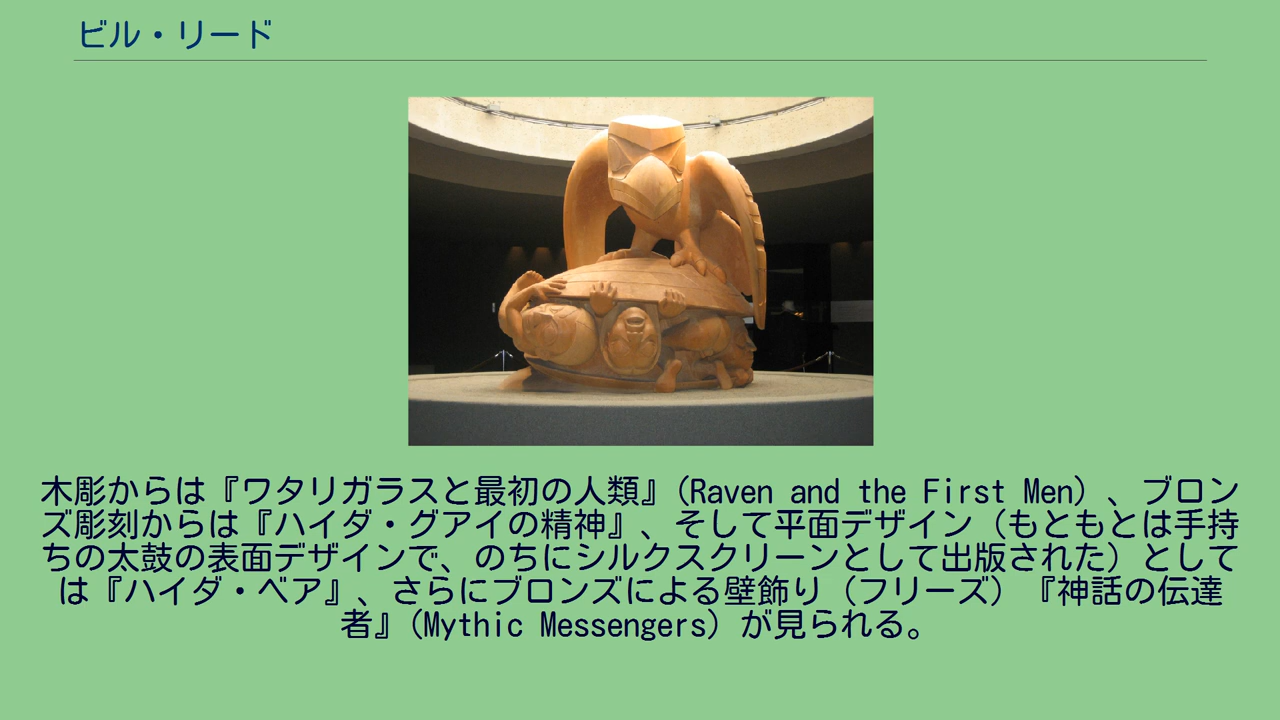 ビル・リード
木彫からは『ワタリガラスと最初の人類』(Raven and the First Men) 、ブロン
ズ彫刻からは『ハイダ・グアイの精神』、そして平面デザイン（もともとは手持
ちの太鼓の表面デザインで、のちにシルクスクリーンとして出版された）として
は『ハイダ・ベア』、さらにブロンズによる壁飾り（フリーズ）『神話の伝達
者』(Mythic Messengers) が見られる。